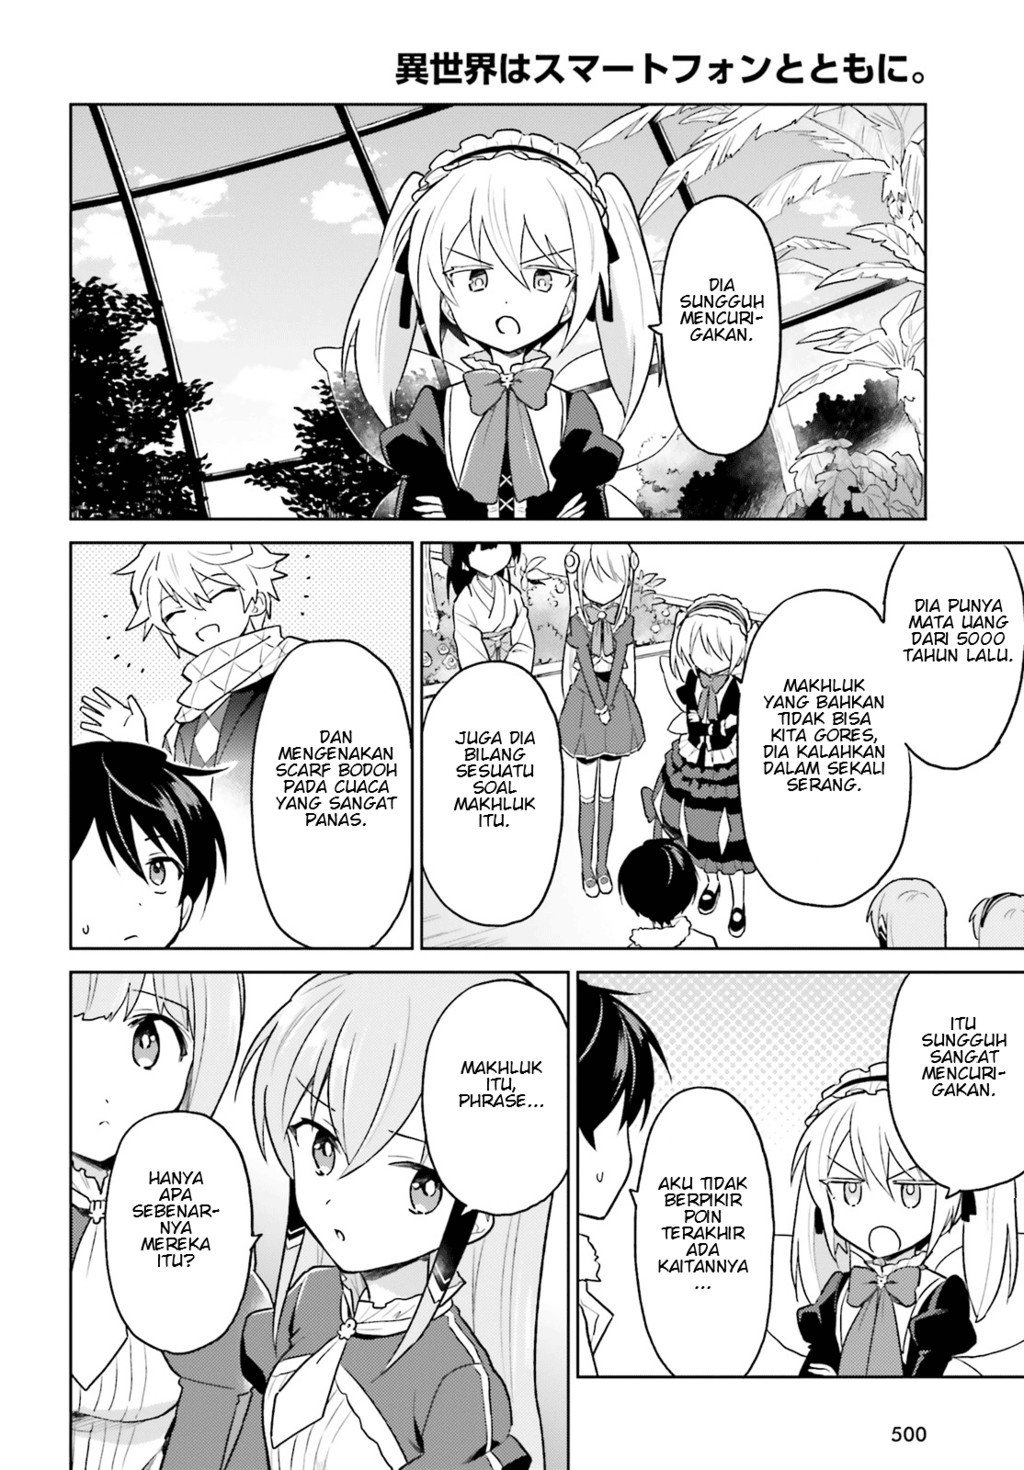 異世界はスマートフォンとともに。
DIA
SUNGGUH
MENCURI-
GAKAN.
DIA PUNYA
MATA UANG
DARI 5000
TAHUN LALU.
MAKHLUK
YANG BAHKAN
TIDAK BISA
KITA GORES,
DIA KALAHKAN
DALAM SEKALI
SERANG.
JUGA DIA
BILANG
SESUATU
SOAL
MAKHLUK
ITU.
DAN
MENGENAKAN
SCARF BODOH
PADA CUACA
YANG SANGAT
PANAS.
ITU
SUNGGUH
SANGAT
MENCURI-
GAKAN.
AKU TIDAK
BERPIKIR
POIN
TERAKHIR
ADA
KAITANNYA
...
MAKHLUK
ITU,
PHRASE...
HANYA
APA
SEBENAR-
NYA
MEREKA
ITU?
500